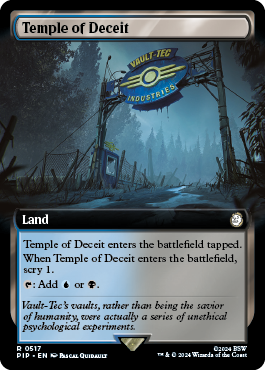 Temple of Deceit
VAULT-TEC
INDUSTRIES
Land
Temple of Deceit enters the battlefield tapped.
When Temple of Deceit enters the battlefield,
scry 1.
: Add or .
Vault-Tec's vaults, rather than being the savior
of humanity, were actually a series of unethical
psychological experiments.
R 0517
PIP • EN Pascal Quidault
©2024 BSW
™ & © 2024 Wizards of the Coast